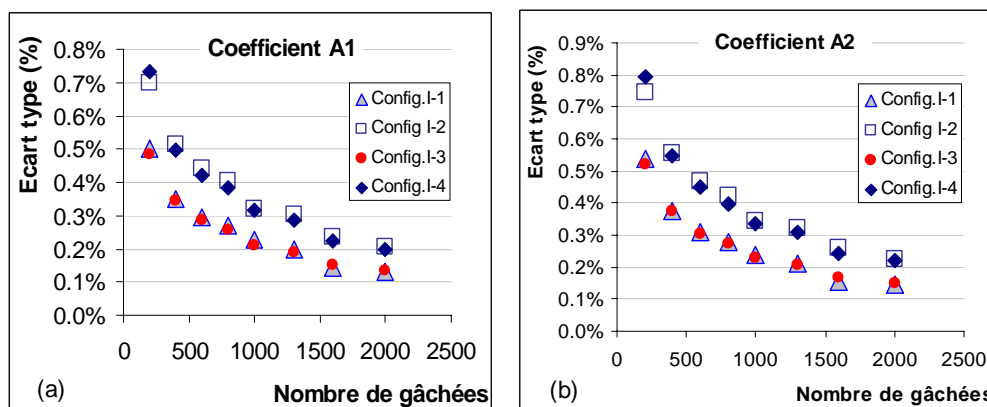 Coefficient A1
Ecart type (%)
0.8%
0.7%
0.6%
0.5%
0.4%
0.3%
0.2%
0.1%
0.0%
Config.I-1
Config I-2
Config.I-3
Config.I-4
0 500 1000 1500 2000 2500
(a)
Nombre de gâchées
Coefficient A2
Ecart type (%)
0.9%
0.8%
0.7%
0.6%
0.5%
0.4%
0.3%
0.2%
0.1%
0.0%
Config.I-1
Config I-2
Config.I-3
Config.I-4
0 500 1000 1500 2000 2500
(b)
Nombre de gâchées